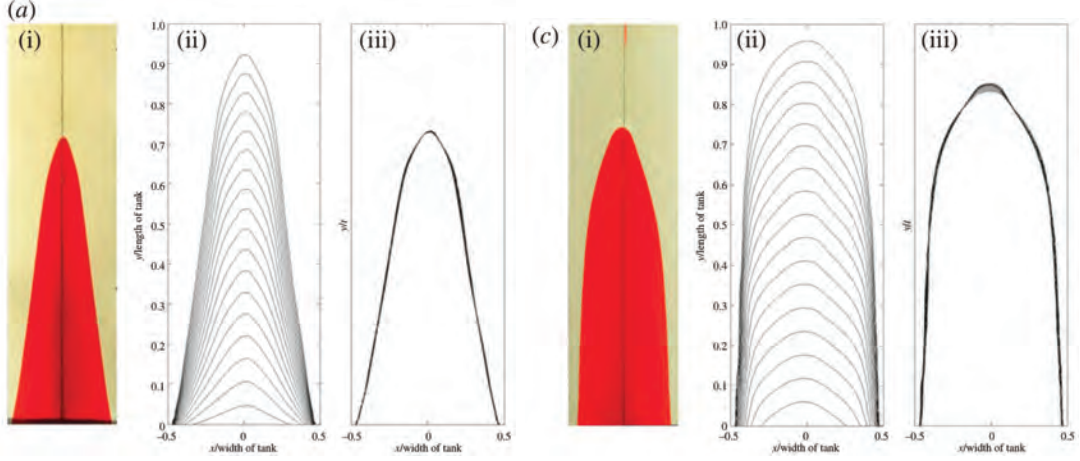 (a)
(i)
(ii)
(iii)
1.0
0.9
0.8
0.7
0.6
0.5
0.4
0.3
0.2
0.1
0
y/length of tank
–0.5
0
0.5
x/width of tank
y/t
–0.5
0
0.5
x/width of tank
(c)
(i)
(ii)
(iii)
1.0
0.9
0.8
0.7
0.6
0.5
0.4
0.3
0.2
0.1
0
y/length of tank
–0.5
0
0.5
x/width of tank
y/t
–0.5
0
0.5
x/width of tank